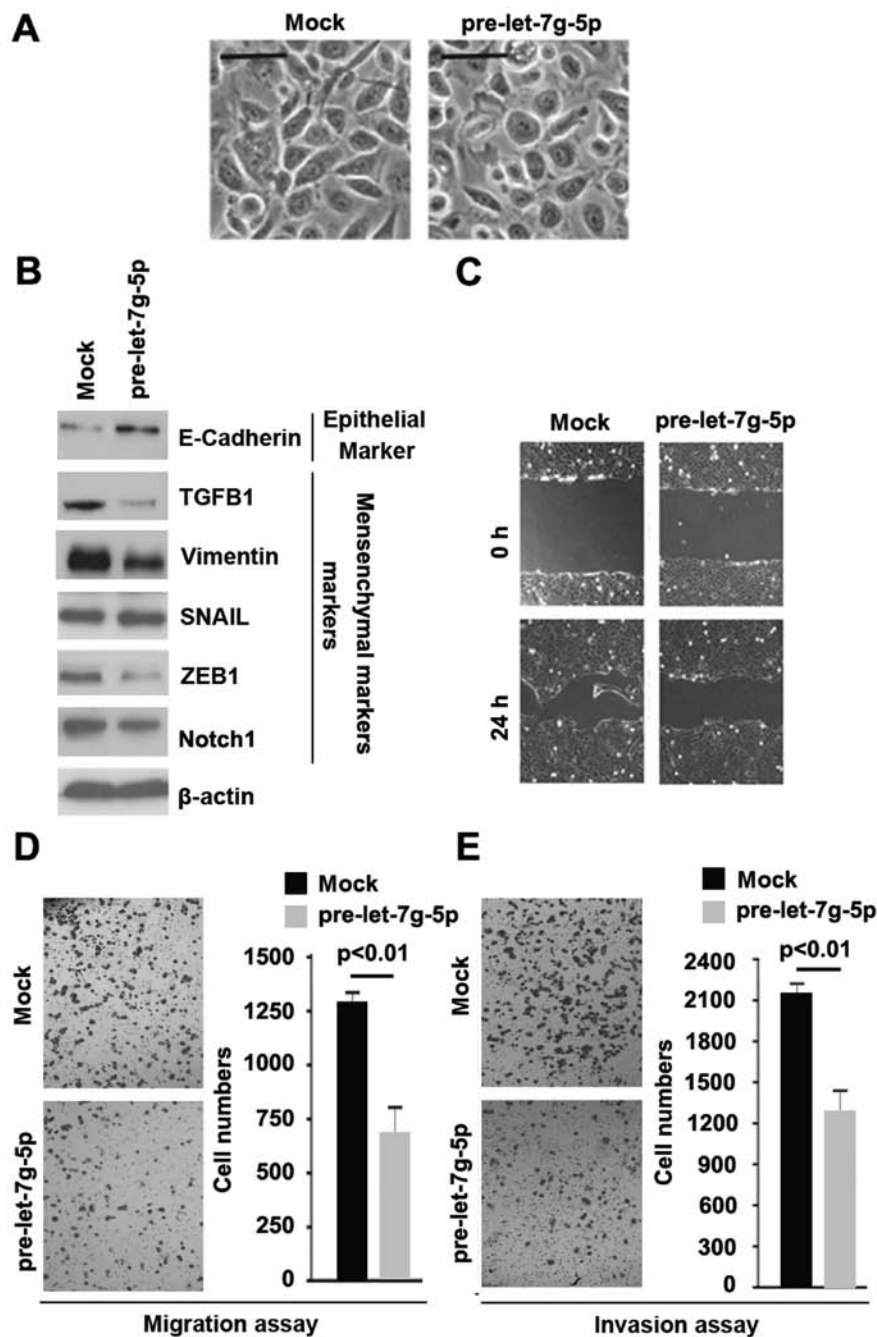 A
Mock
pre-let-7g-5p
B
Mock
pre-let-7g-5p
E-Cadherin
Epithelial
Marker
TGFB1
Vimentin
SNAIL
ZEB1
Notch1
β-actin
Mensenchymal markers
markers
C
Mock
pre-let-7g-5p
0 h
24 h
D
Mock
pre-let-7g-5p
Mock
pre-let-7g-5p
Cell numbers
1500
1250
1000
750
500
250
0
p<0.01
Migration assay
E
Mock
pre-let-7g-5p
Mock
pre-let-7g-5p
Cell numbers
2400
2100
1800
1500
1200
900
600
300
0
p<0.01
Invasion assay